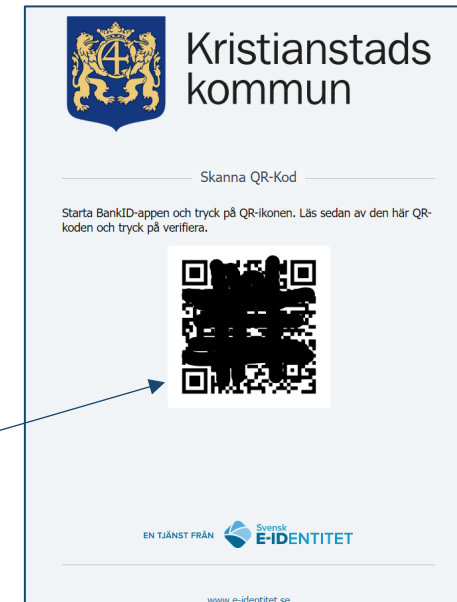 Kristianstads
kommun
Skanna QR-Kod
Starta BankID-appen och tryck på QR-ikonen. Läs sedan av den här QR-
koden och tryck på verifiera.
EN TJÄNST FRÅN
Svensk
E-IDENTITET
www.e-identitet.se